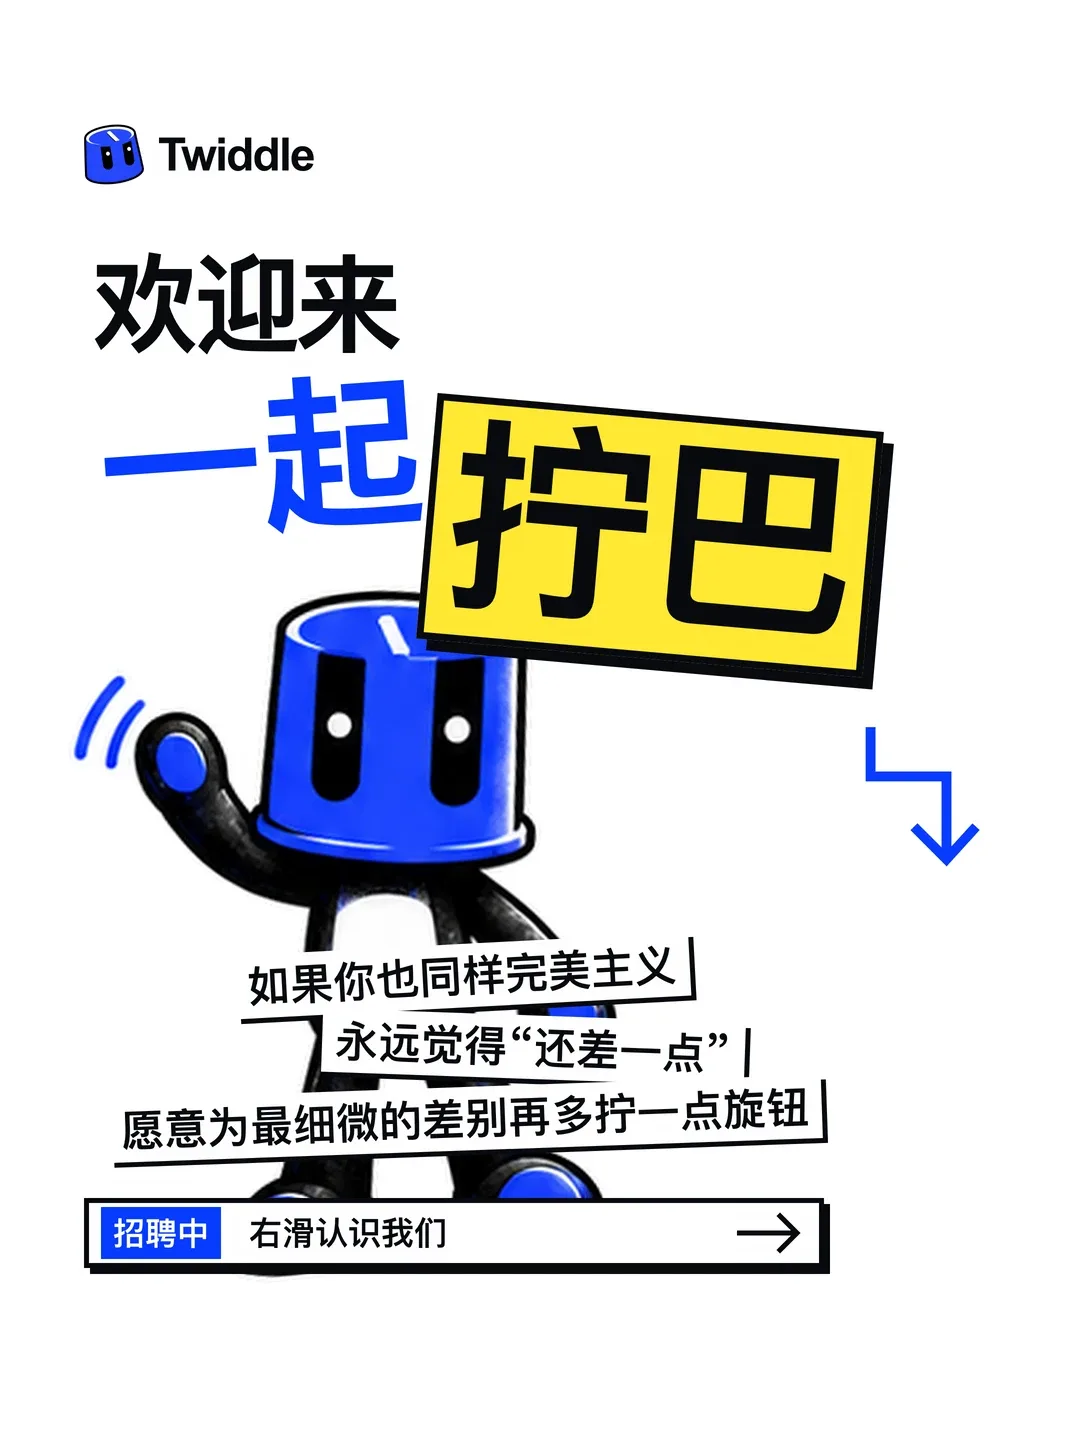 Twiddle
欢迎来
一起拧巴
如果你也同样完美主义
永远觉得“还差一点”
愿意为最细微的差别再多拧一点旋钮
招聘中 右滑认识我们